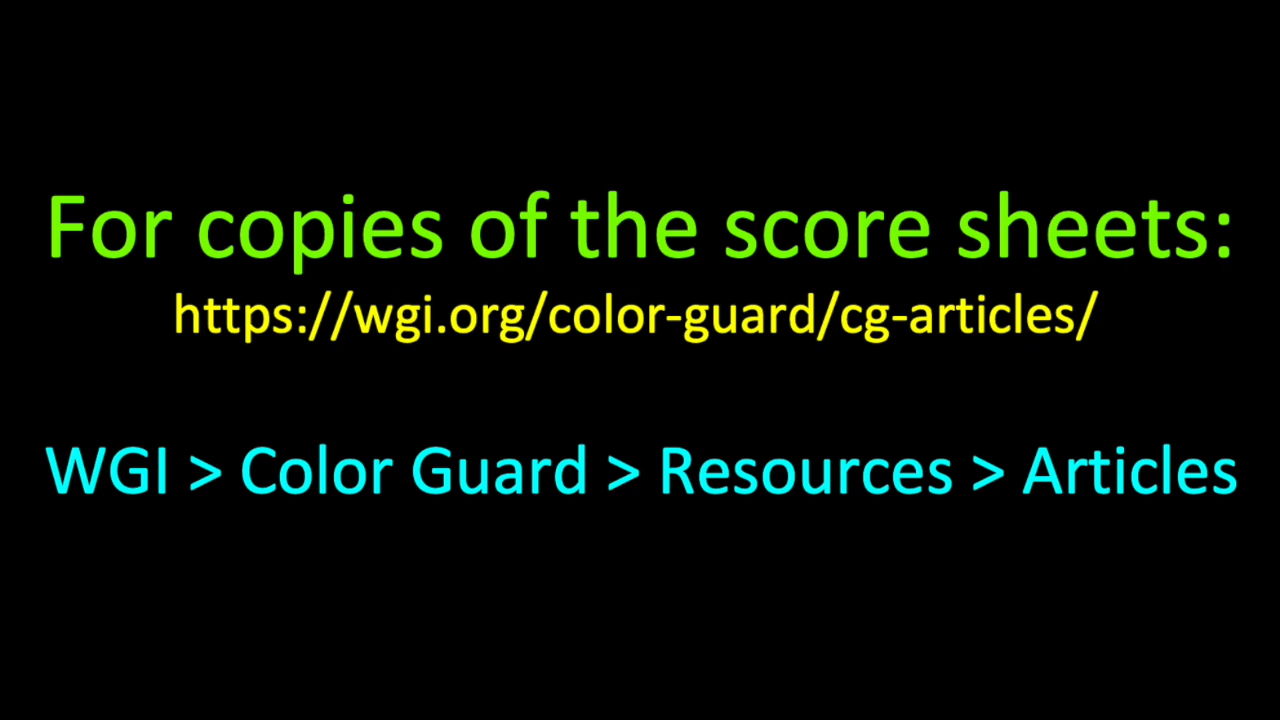 For copies of the score sheets:
https://wgi.org/color-guard/cg-articles/
WGI > Color Guard > Resources > Articles